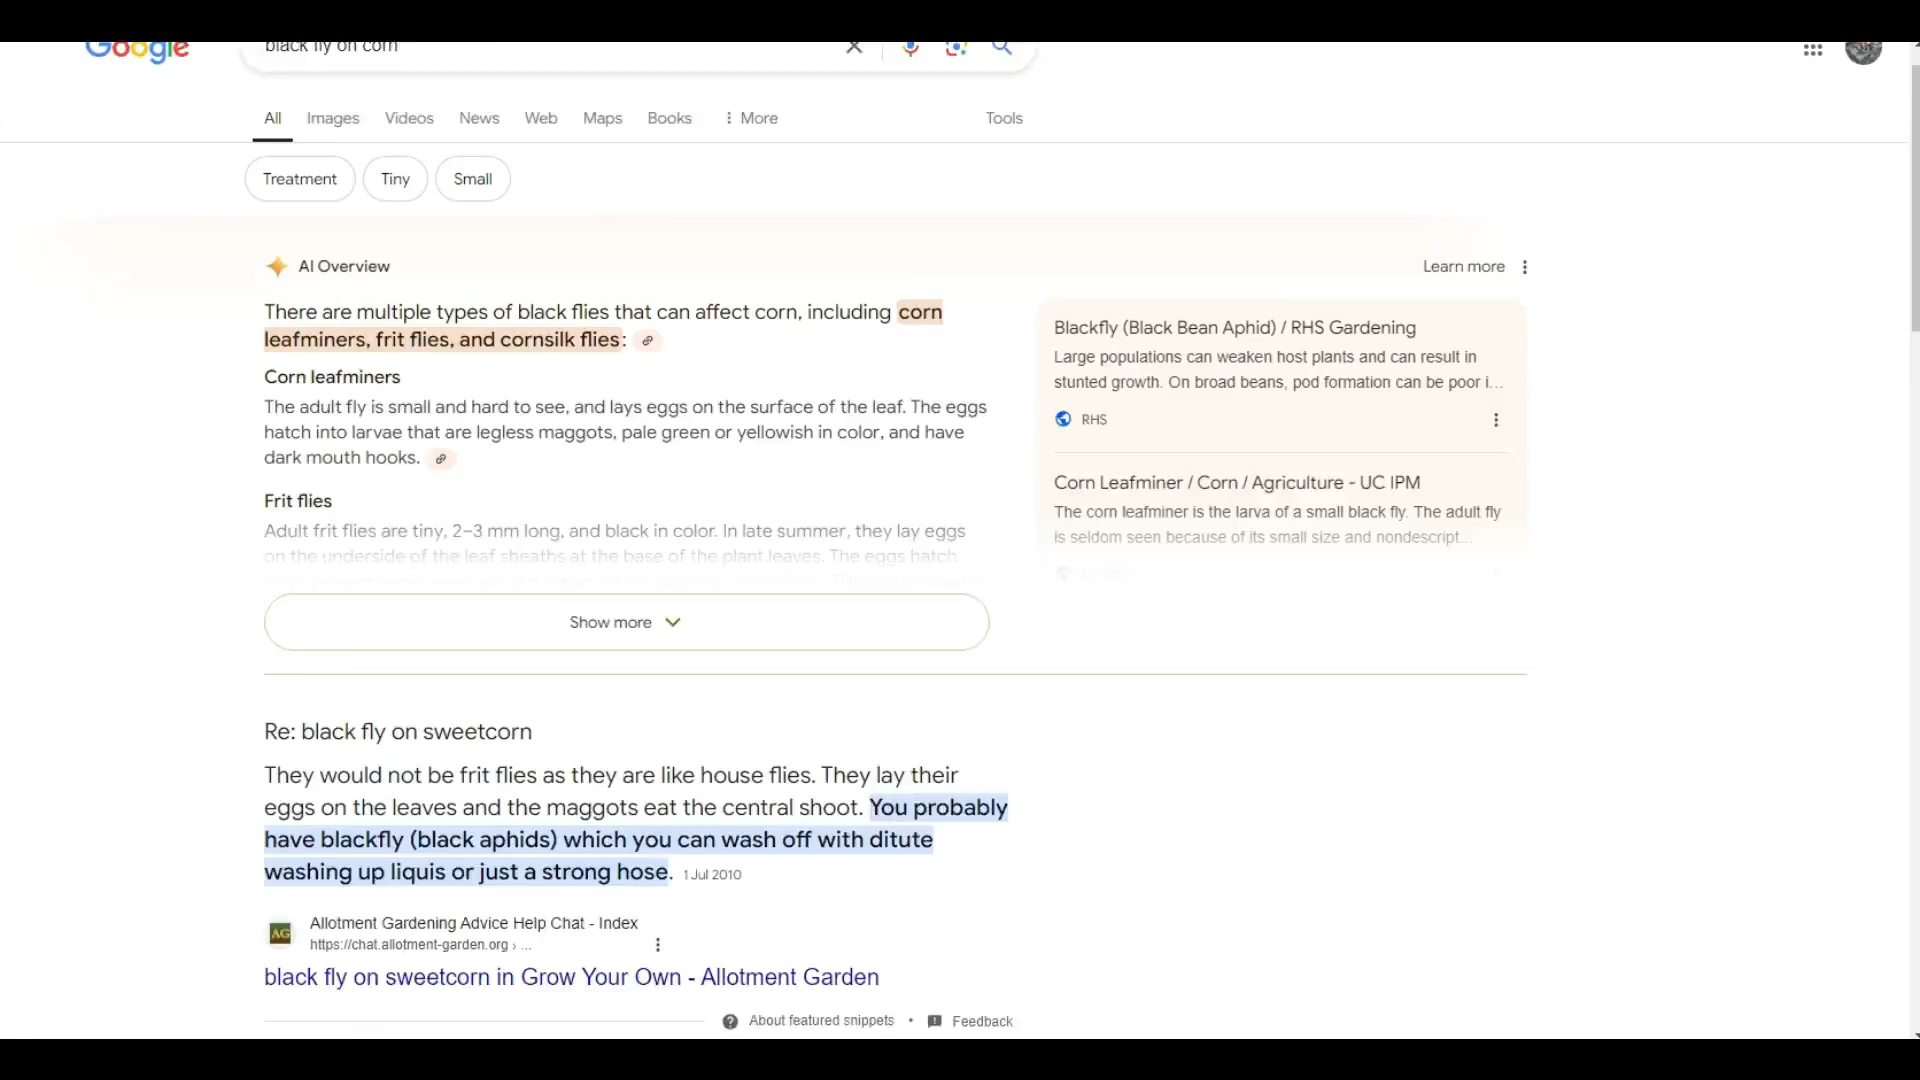 Google
black fly on corn
All Images Videos News Web Maps Books More Tools
Treatment Tiny Small
AI Overview
Learn more
There are multiple types of black flies that can affect corn, including corn
leafminers, frit flies, and cornsilk flies:
Corn leafminers
The adult fly is small and hard to see, and lays eggs on the surface of the leaf. The eggs
hatch into larvae that are legless maggots, pale green or yellowish in color, and have
dark mouth hooks.
Frit flies
Adult frit flies are tiny, 2–3 mm long, and black in color. In late summer, they lay eggs
on the underside of the leaf sheaths at the base of the plant leaves. The eggs hatch
Show more
Blackfly (Black Bean Aphid) / RHS Gardening
Large populations can weaken host plants and can result in
stunted growth. On broad beans, pod formation can be poor i...
RHS
Corn Leafminer / Corn / Agriculture - UC IPM
The corn leafminer is the larva of a small black fly. The adult fly
is seldom seen because of its small size and nondescript...
Re: black fly on sweetcorn
They would not be frit flies as they are like house flies. They lay their
eggs on the leaves and the maggots eat the central shoot. You probably
have blackfly (black aphids) which you can wash off with ditute
washing up liquis or just a strong hose. 1 Jul 2010
AG
Allotment Gardening Advice Help Chat - Index
https://chat.allotment-garden.org › ...
black fly on sweetcorn in Grow Your Own - Allotment Garden
About featured snippets • Feedback